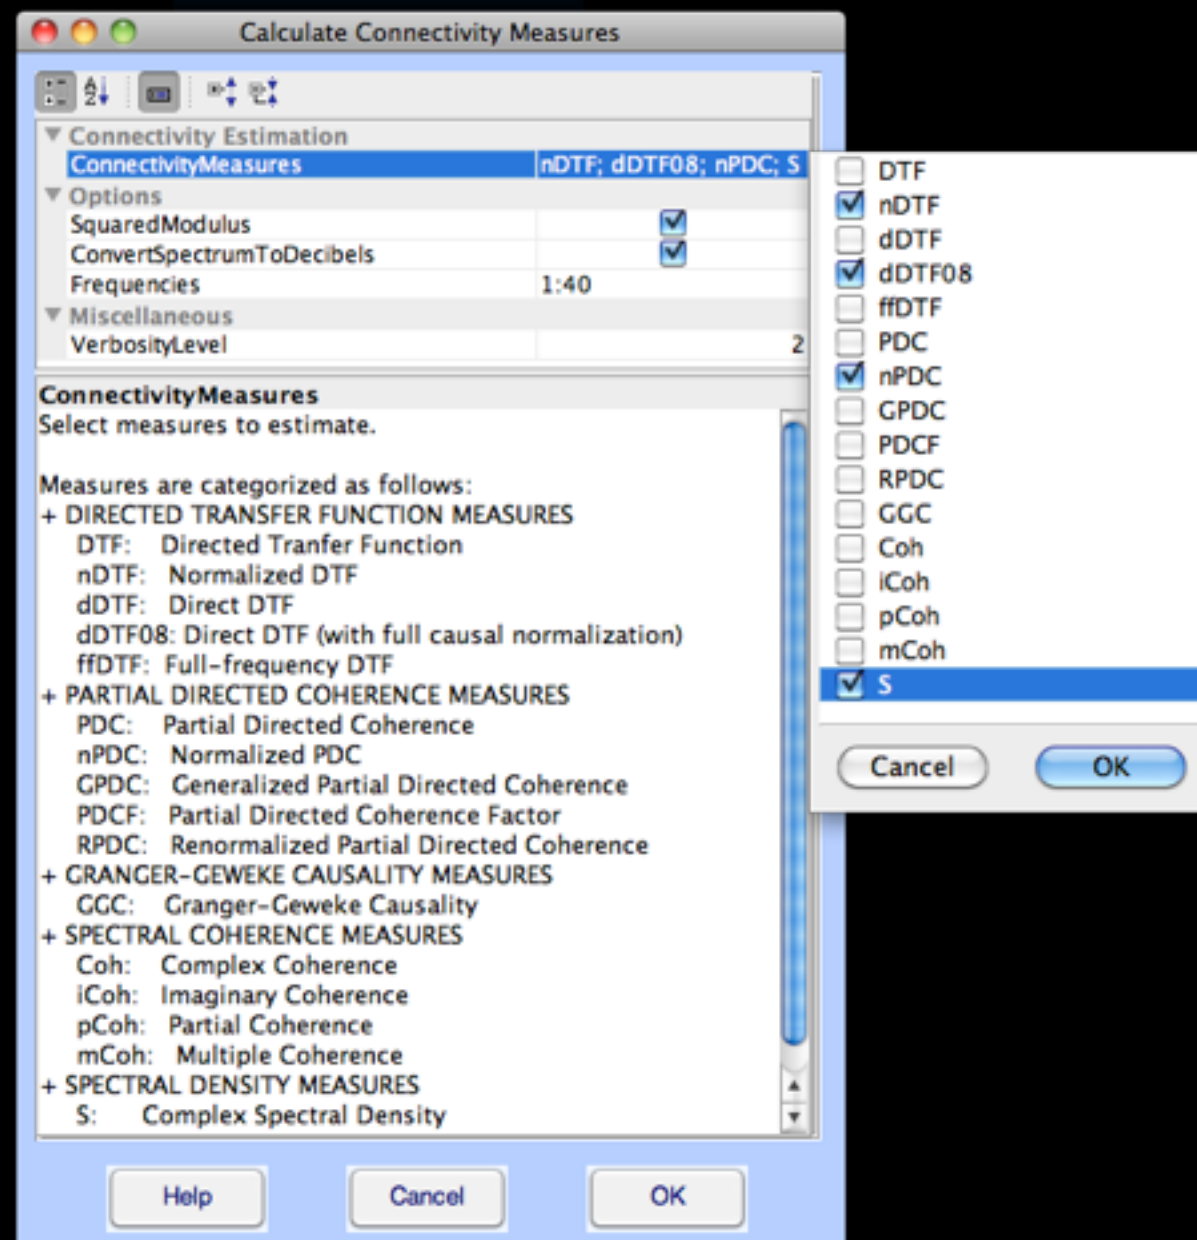 Calculate Connectivity Measures
Connectivity Estimation
ConnectivityMeasures nDTF; dDTF08; nPDC; S
Options
SquaredModulus
ConvertSpectrumToDecibels
Frequencies 1:40
Miscellaneous
VerbosityLevel 2
ConnectivityMeasures
Select measures to estimate.
Measures are categorized as follows:
+ DIRECTED TRANSFER FUNCTION MEASURES
DTF: Directed Tranfer Function
nDTF: Normalized DTF
dDTF: Direct DTF
dDTF08: Direct DTF (with full causal normalization)
ffDTF: Full-frequency DTF
+ PARTIAL DIRECTED COHERENCE MEASURES
PDC: Partial Directed Coherence
nPDC: Normalized PDC
GPDC: Generalized Partial Directed Coherence
PDCF: Partial Directed Coherence Factor
RPDC: Renormalized Partial Directed Coherence
+ GRANGER-GEWEKE CAUSALITY MEASURES
GGC: Granger-Geweke Causality
+ SPECTRAL COHERENCE MEASURES
Coh: Complex Coherence
iCoh: Imaginary Coherence
pCoh: Partial Coherence
mCoh: Multiple Coherence
+ SPECTRAL DENSITY MEASURES
S: Complex Spectral Density
Help Cancel OK
DTF
nDTF
dDTF
dDTF08
ffDTF
PDC
nPDC
GPDC
PDCF
RPDC
GGC
Coh
iCoh
pCoh
mCoh
S
Cancel OK